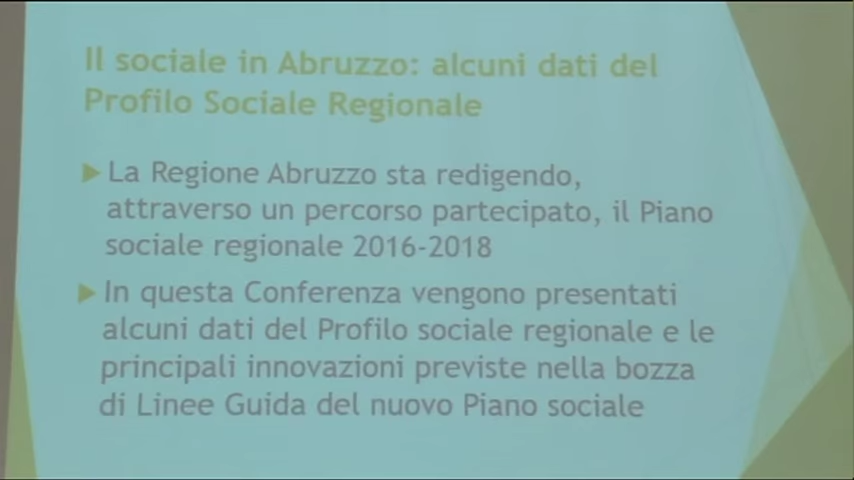 Il sociale in Abruzzo: alcuni dati del
Profilo Sociale Regionale
La Regione Abruzzo sta redigendo,
attraverso un percorso partecipato, il Piano
sociale regionale 2016-2018
In questa Conferenza vengono presentati
alcuni dati del Profilo sociale regionale e le
principali innovazioni previste nella bozza
di Linee Guida del nuovo Piano sociale